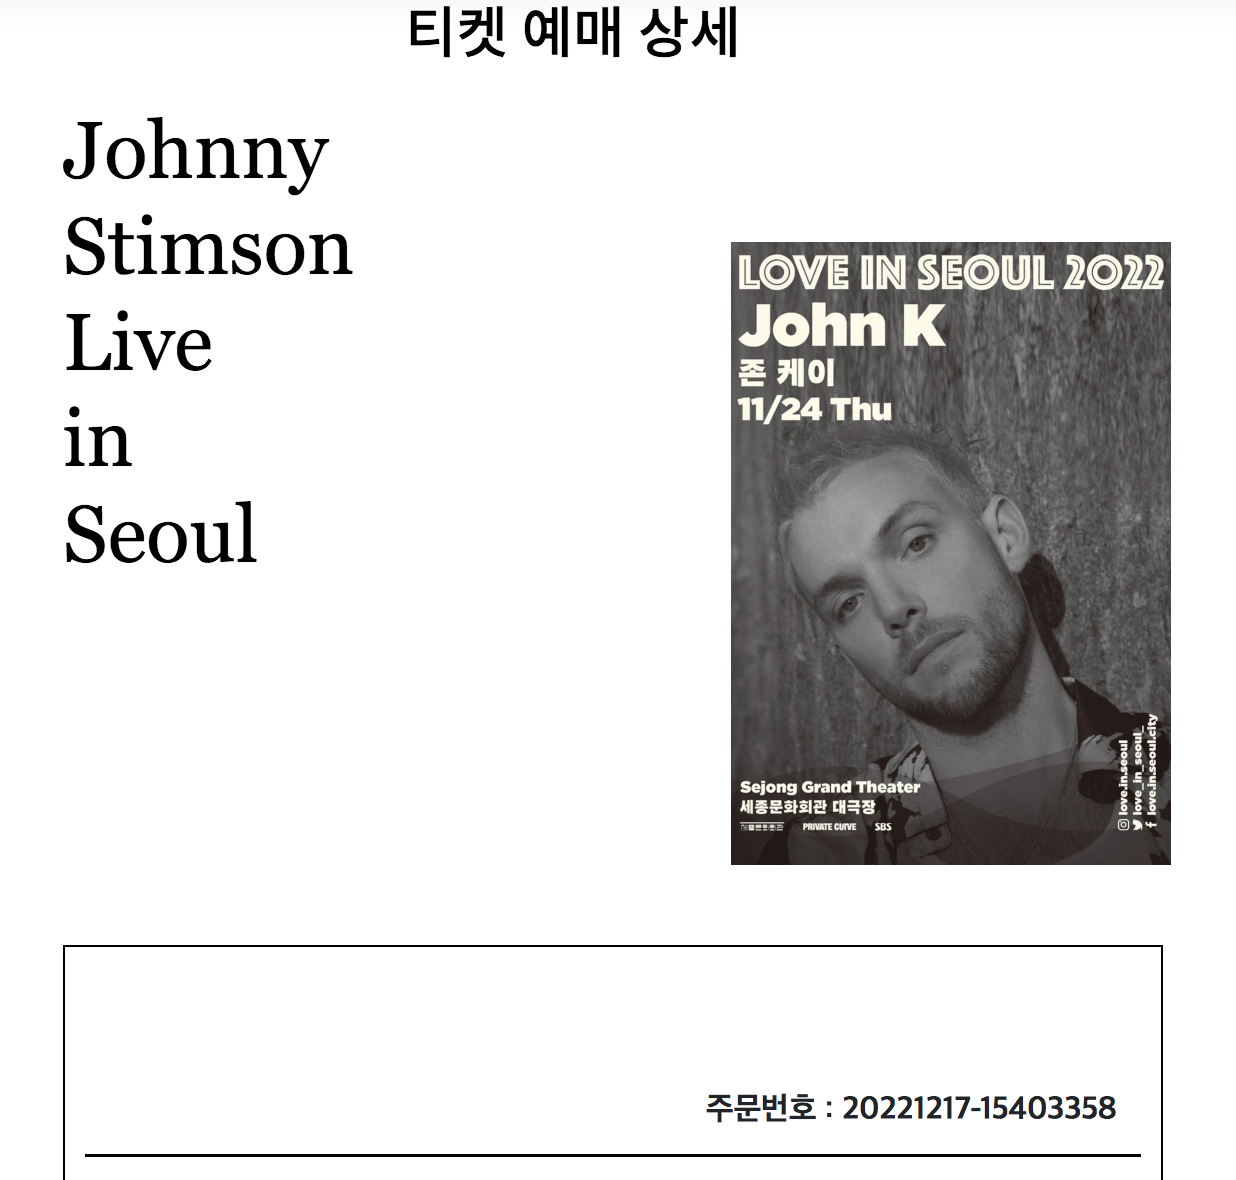 티켓 예매 상세
Johnny
Stimson
Live
in
Seoul
LOVE IN SEOUL 2022
John K
존 케이
11/24 Thu
Sejong Grand Theater
세종문화회관 대극장
PRIVATE CURVE
SBS
love.in.seoul
love_in_seoul_
love.in.seoul.city
주문번호 : 20221217-15403358